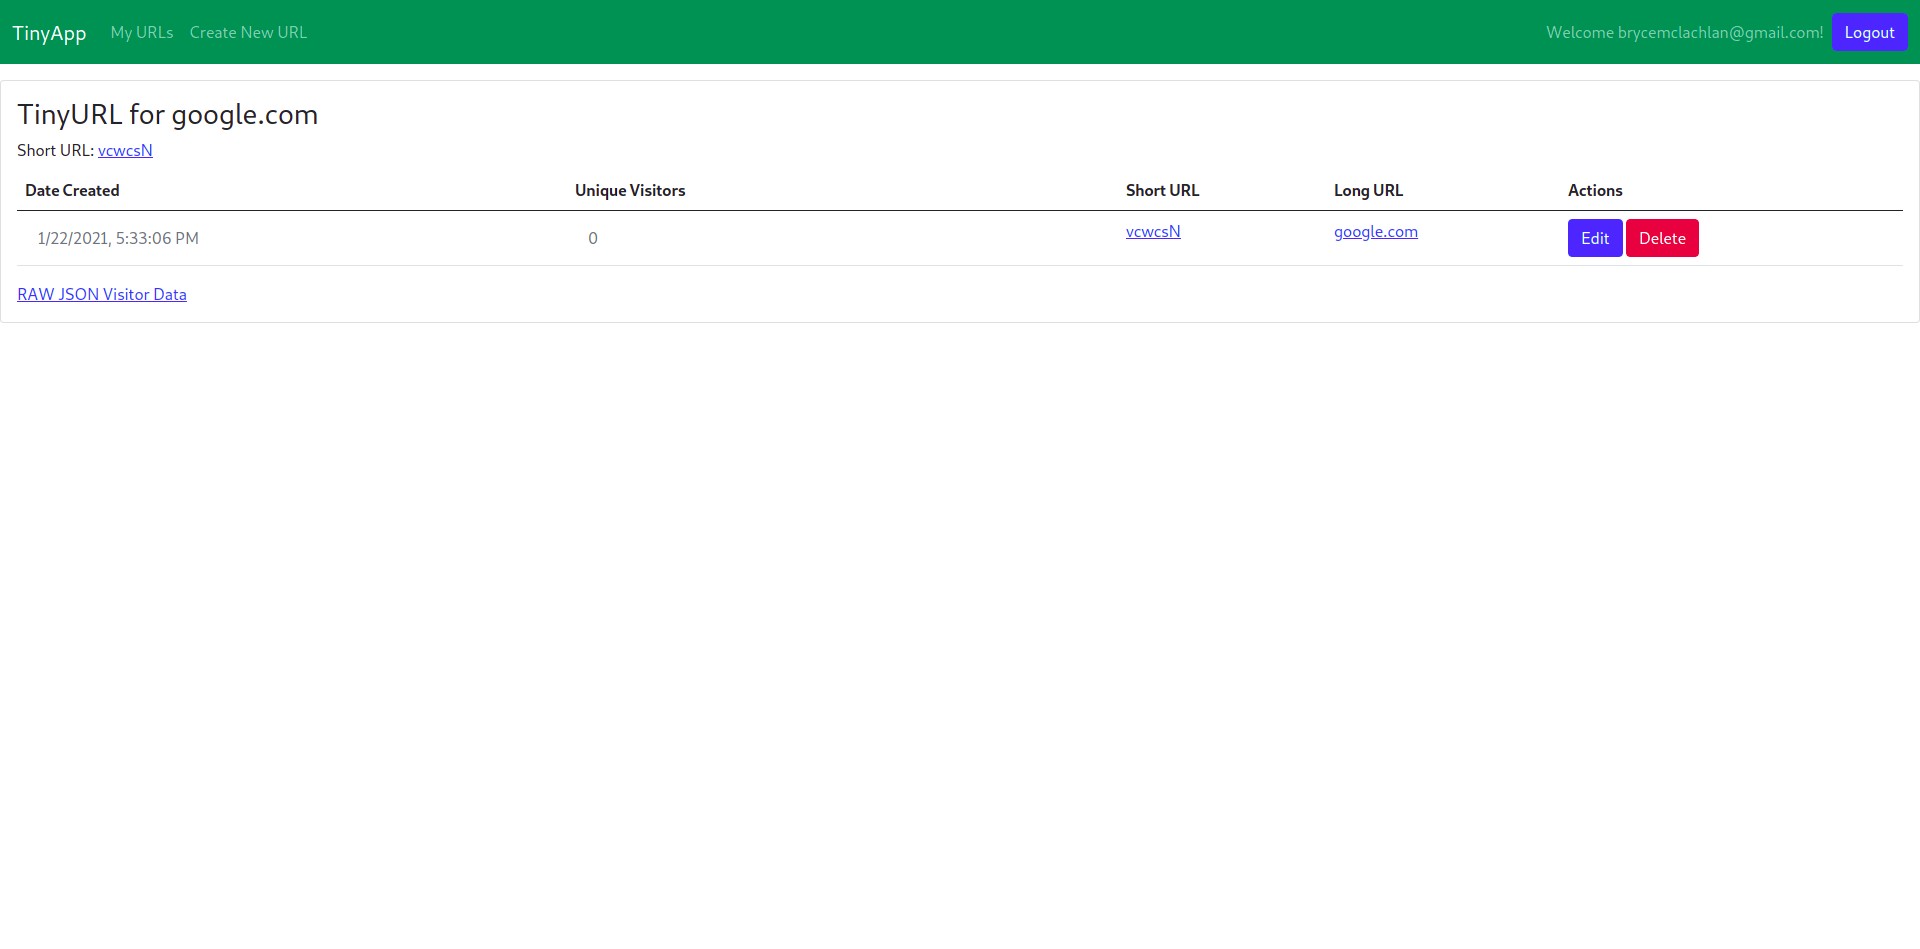 TinyApp My URLs Create New URL Welcome brycemclachlan@gmail.com! Logout
TinyURL for google.com
Short URL: vcwcsN
Date Created Unique Visitors Short URL Long URL Actions
1/22/2021, 5:33:06 PM 0 vcwcsN google.com Edit Delete
RAW JSON Visitor Data